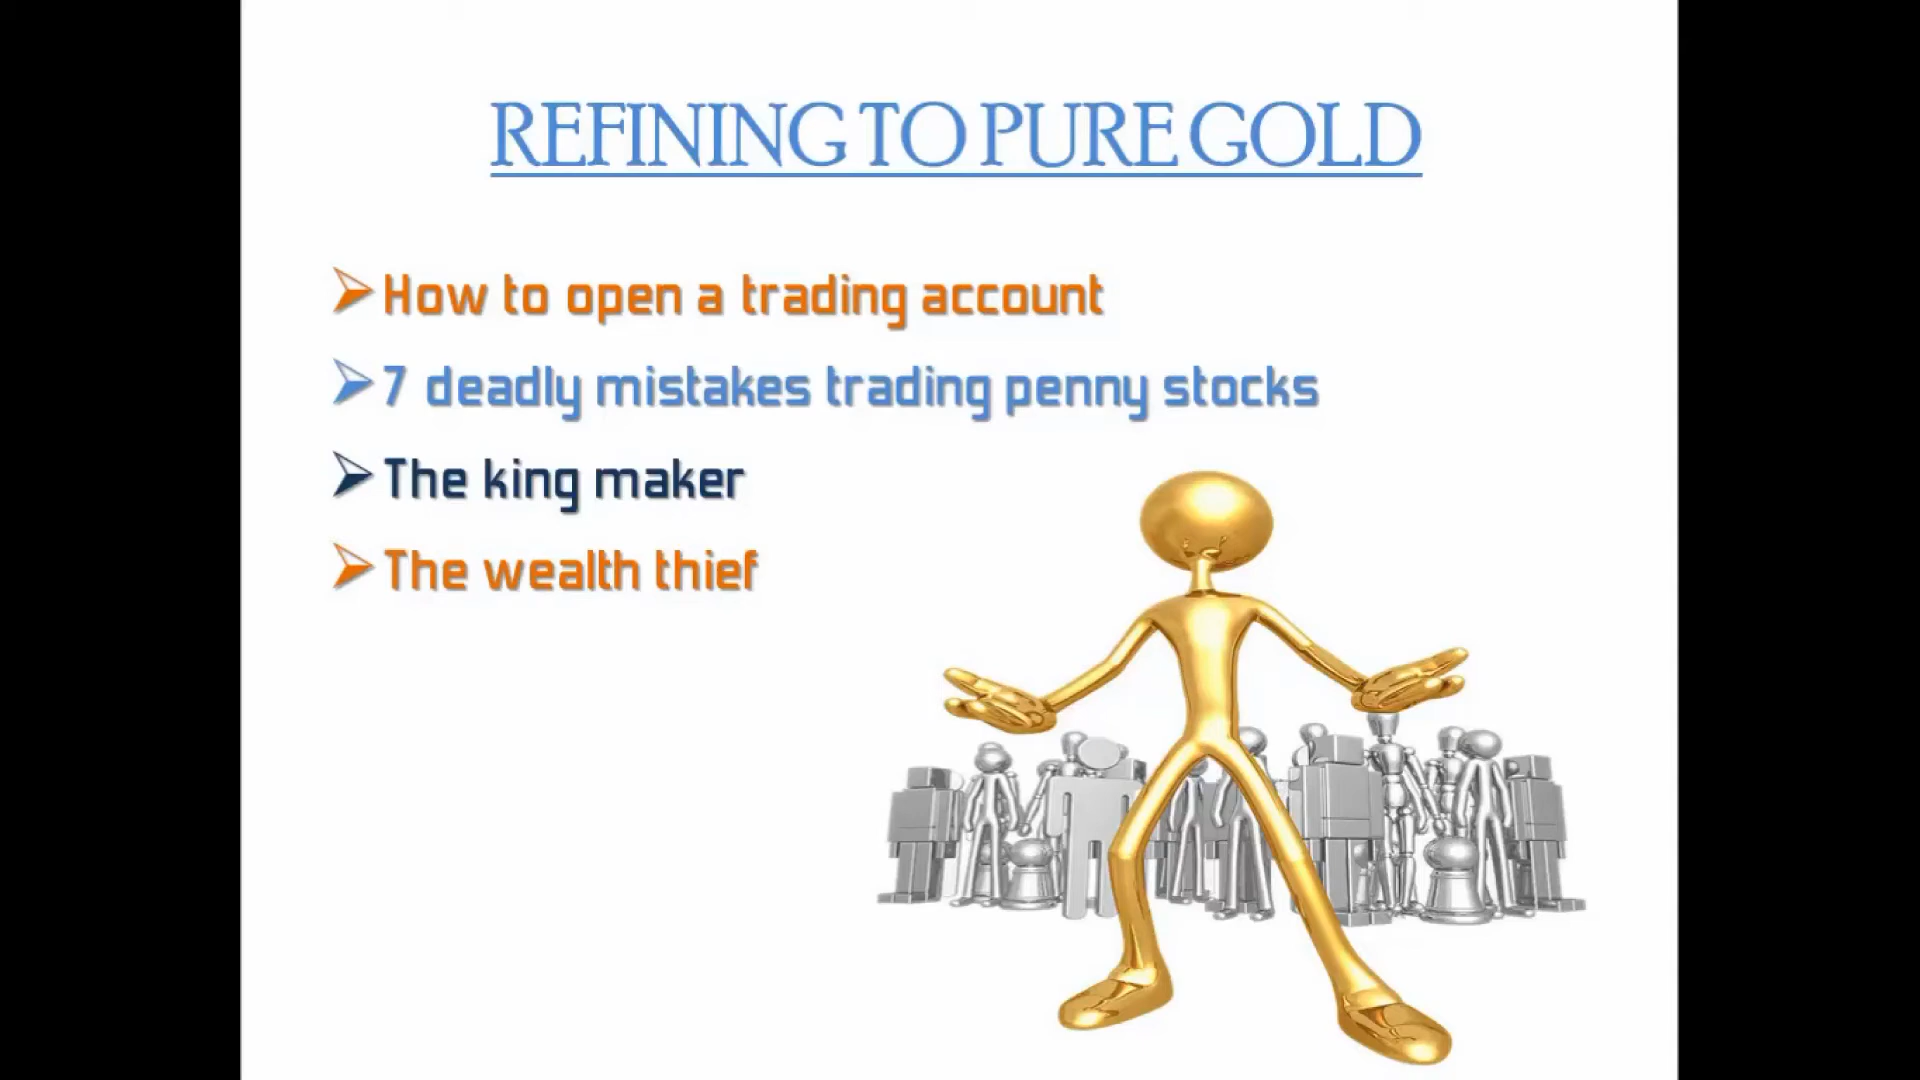 REFINING TO PURE GOLD
How to open a trading account
7 deadly mistakes trading penny stocks
The king maker
The wealth thief